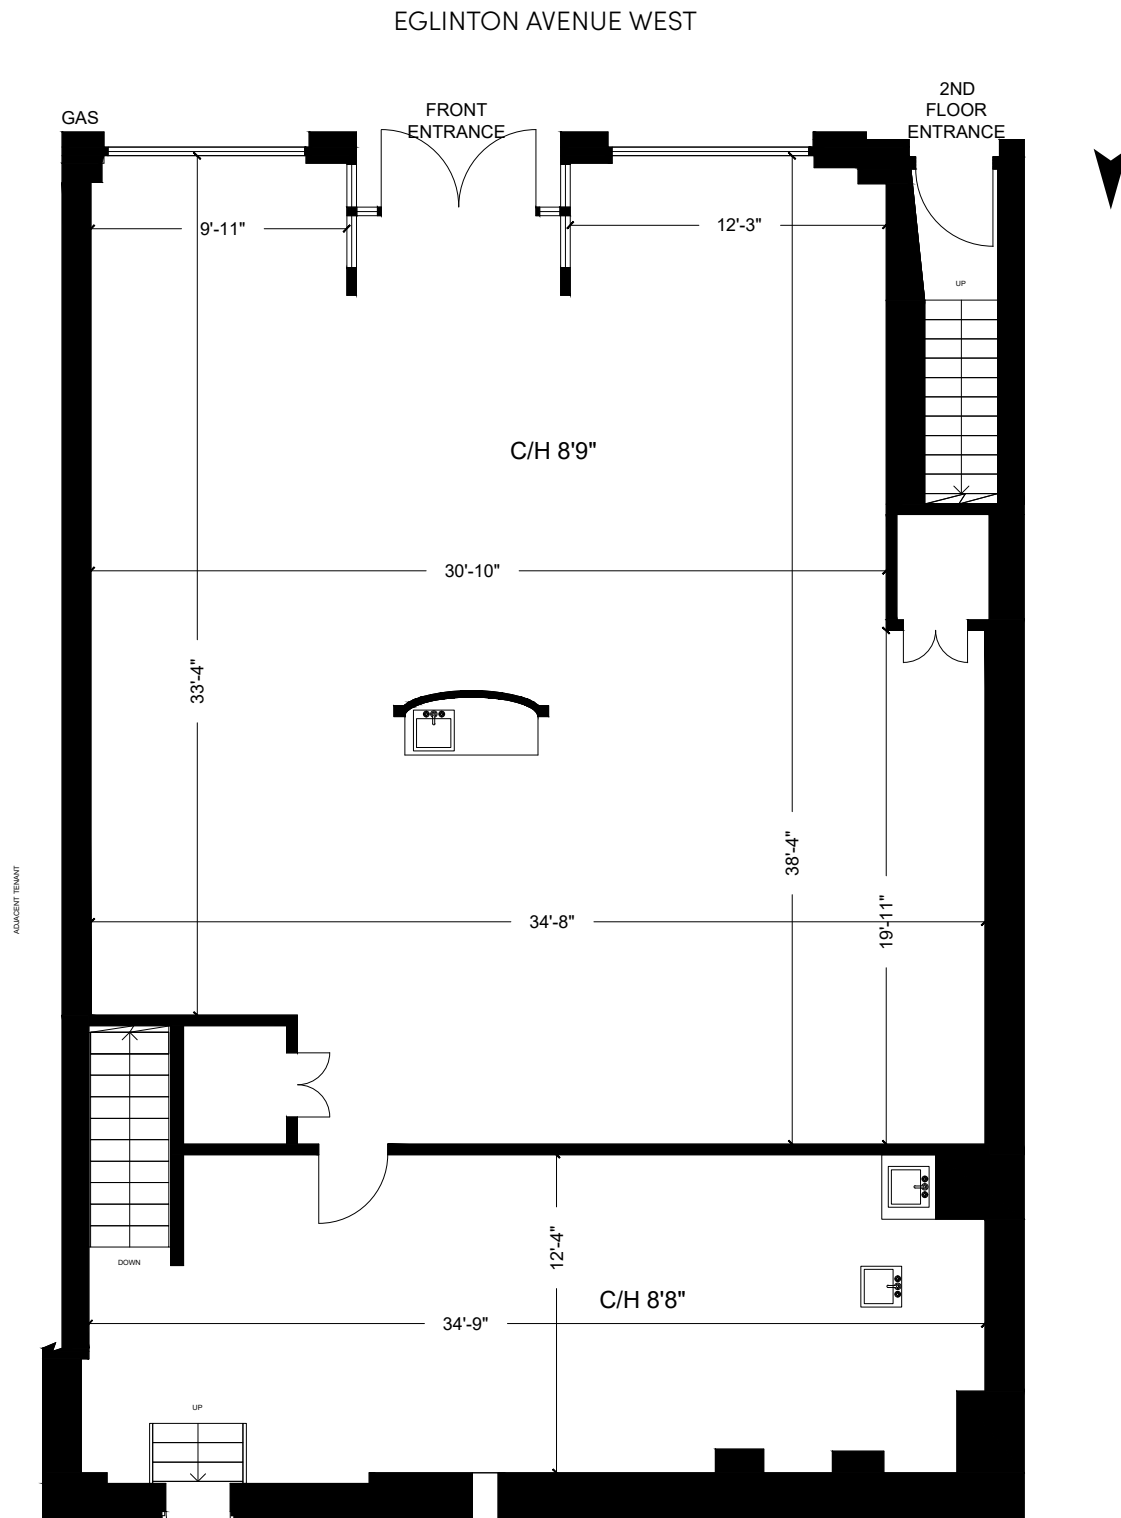 EGLINTON AVENUE WEST
GAS
FRONT
ENTRANCE
2ND
FLOOR
ENTRANCE
9'-11"
12'-3"
UP
C/H 8'9"
30'-10"
33'-4"
38'-4"
ADJACENT TENANT
34'-8"
19'-11"
DOWN
12'-4"
C/H 8'8"
34'-9"
UP